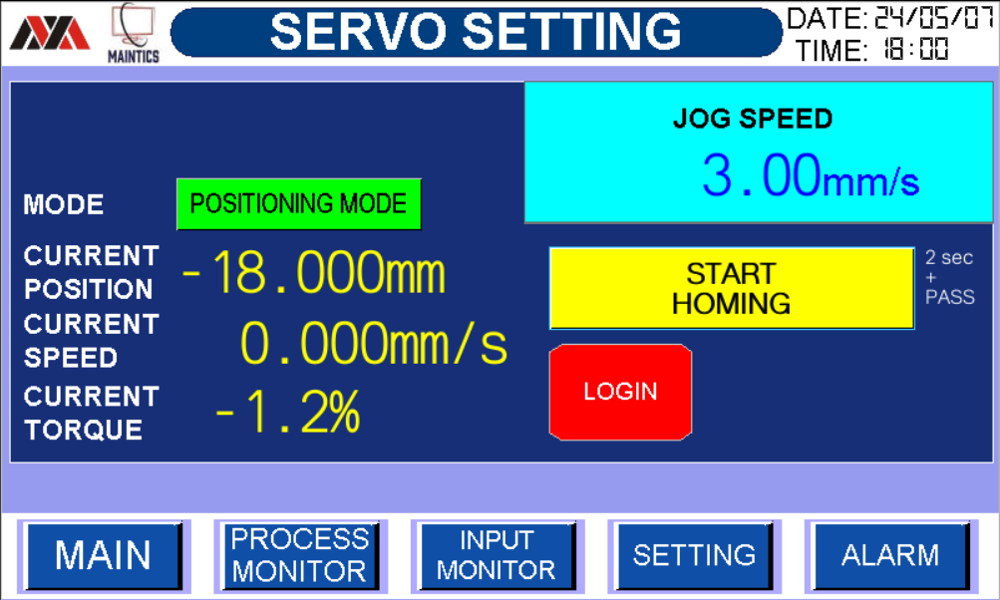 MAINTICS
SERVO SETTING
DATE: 24/05/07
TIME: 18:00
JOG SPEED
3.00mm/s
MODE
POSITIONING MODE
CURRENT
POSITION
-18.000mm
CURRENT
SPEED
0.000mm/s
CURRENT
TORQUE
-1.2%
START
HOMING
2 sec
+
PASS
LOGIN
MAIN
PROCESS
MONITOR
INPUT
MONITOR
SETTING
ALARM